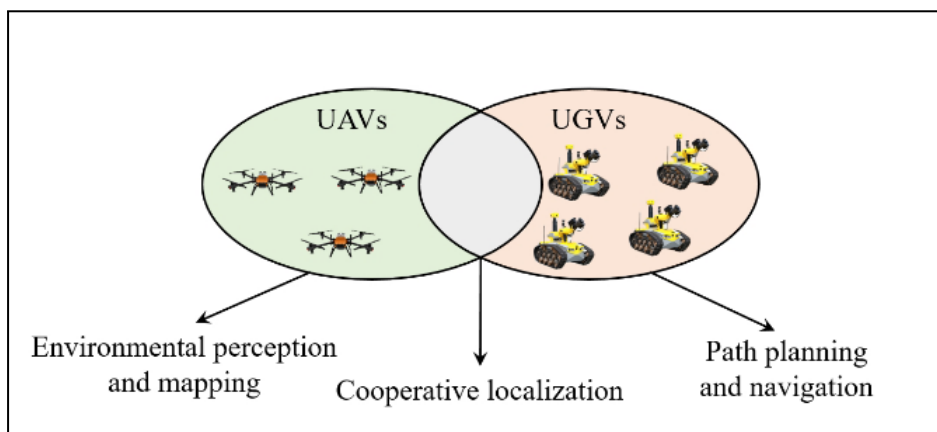 UAVs
UGVs
Environmental perception
and mapping
Cooperative localization
Path planning
and navigation